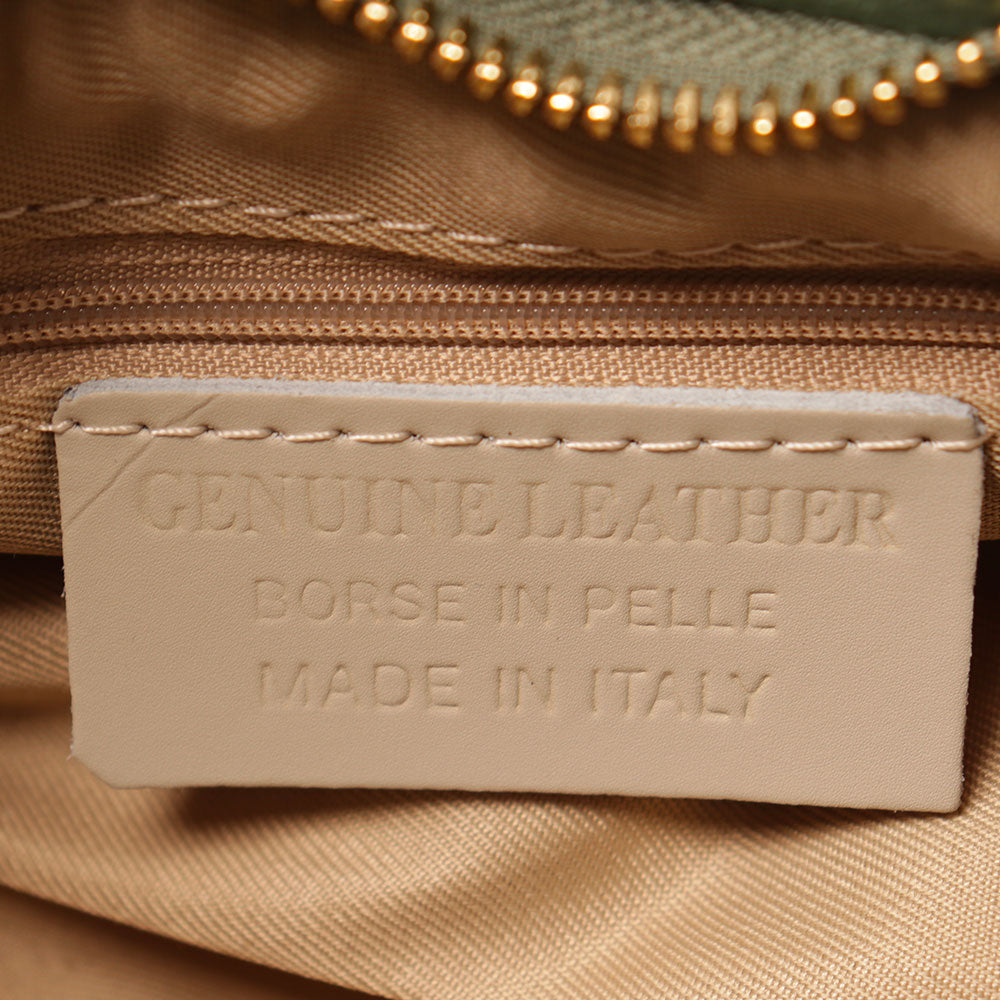 GENUINE LEATHER
BORSE IN PELLE
MADE IN ITALY